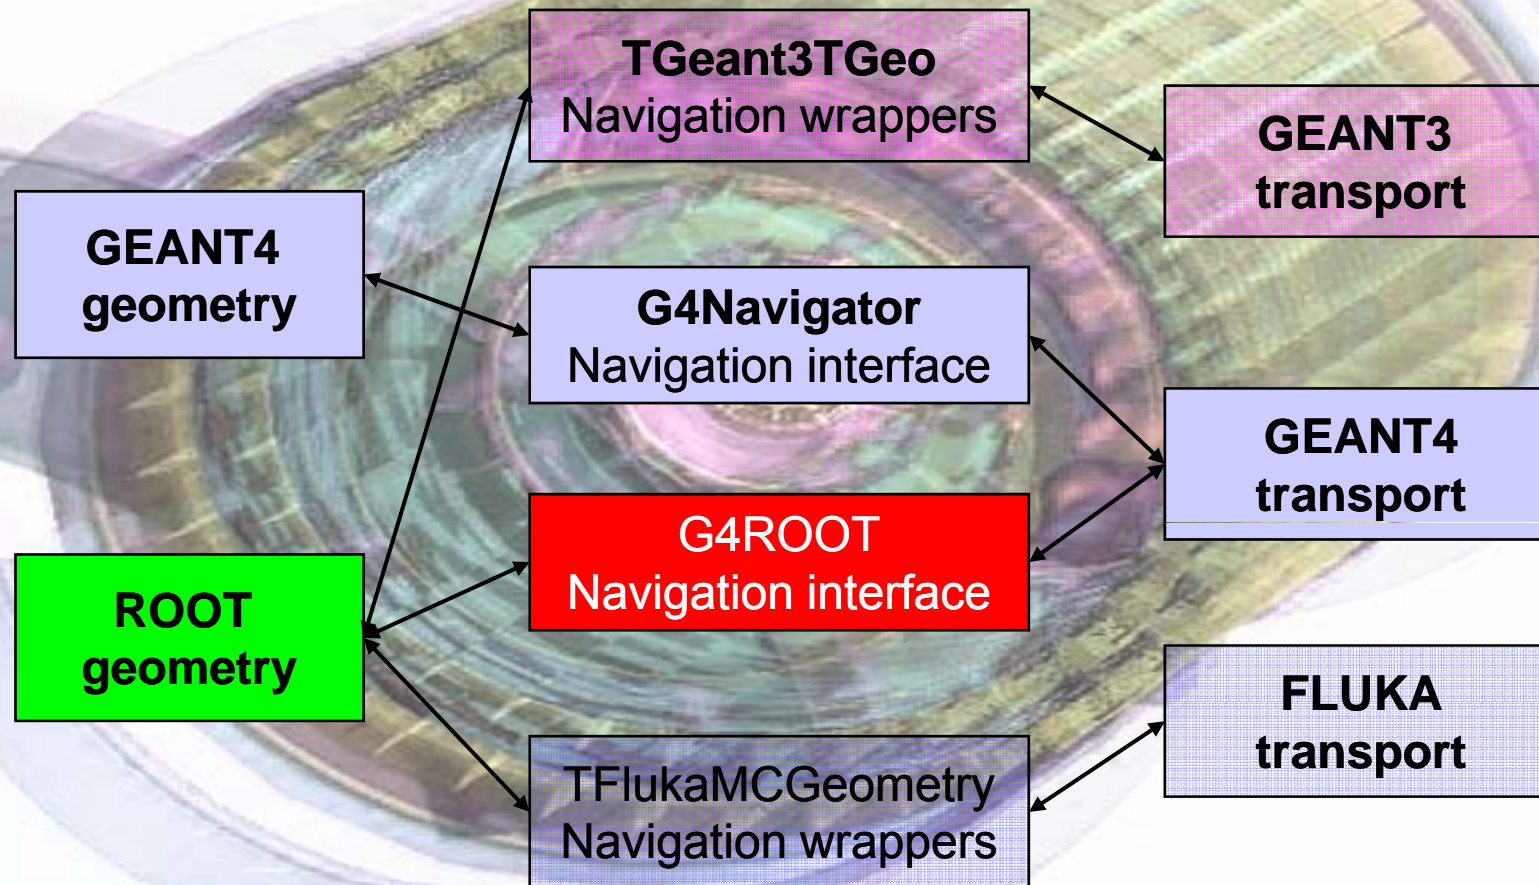 TGeant3TGeo
Navigation wrappers
GEANT3
transport
GEANT4
geometry
G4Navigator
Navigation interface
GEANT4
transport
G4ROOT
Navigation interface
ROOT
geometry
FLUKA
transport
TFlukaMCGeometry
Navigation wrappers